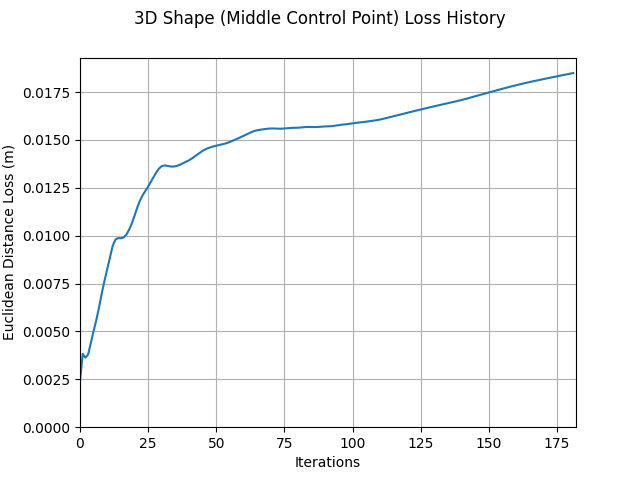 3D Shape (Middle Control Point) Loss History
Euclidean Distance Loss (m)
0.0175
0.0150
0.0125
0.0100
0.0075
0.0050
0.0025
0.0000
0 25 50 75 100 125 150 175
Iterations